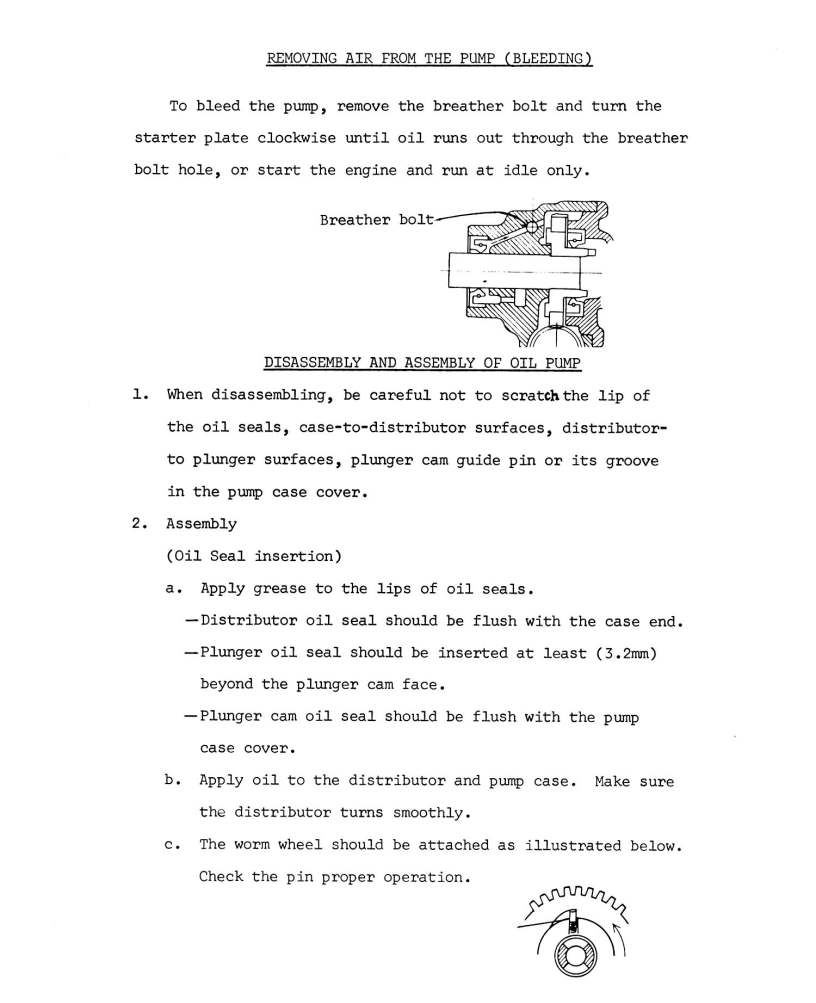 REMOVING AIR FROM THE PUMP (BLEEDING)
To bleed the pump, remove the breather bolt and turn the
starter plate clockwise until oil runs out through the breather
bolt hole, or start the engine and run at idle only.
Breather bolt
DISASSEMBLY AND ASSEMBLY OF OIL PUMP
1. When disassembling, be careful not to scratch the lip of
the oil seals, case-to-distributor surfaces, distributor-
to plunger surfaces, plunger cam guide pin or its groove
in the pump case cover.
2. Assembly
(Oil Seal insertion)
a. Apply grease to the lips of oil seals.
—Distributor oil seal should be flush with the case end.
—Plunger oil seal should be inserted at least (3.2mm)
beyond the plunger cam face.
—Plunger cam oil seal should be flush with the pump
case cover.
b. Apply oil to the distributor and pump case. Make sure
the distributor turns smoothly.
c. The worm wheel should be attached as illustrated below.
Check the pin proper operation.